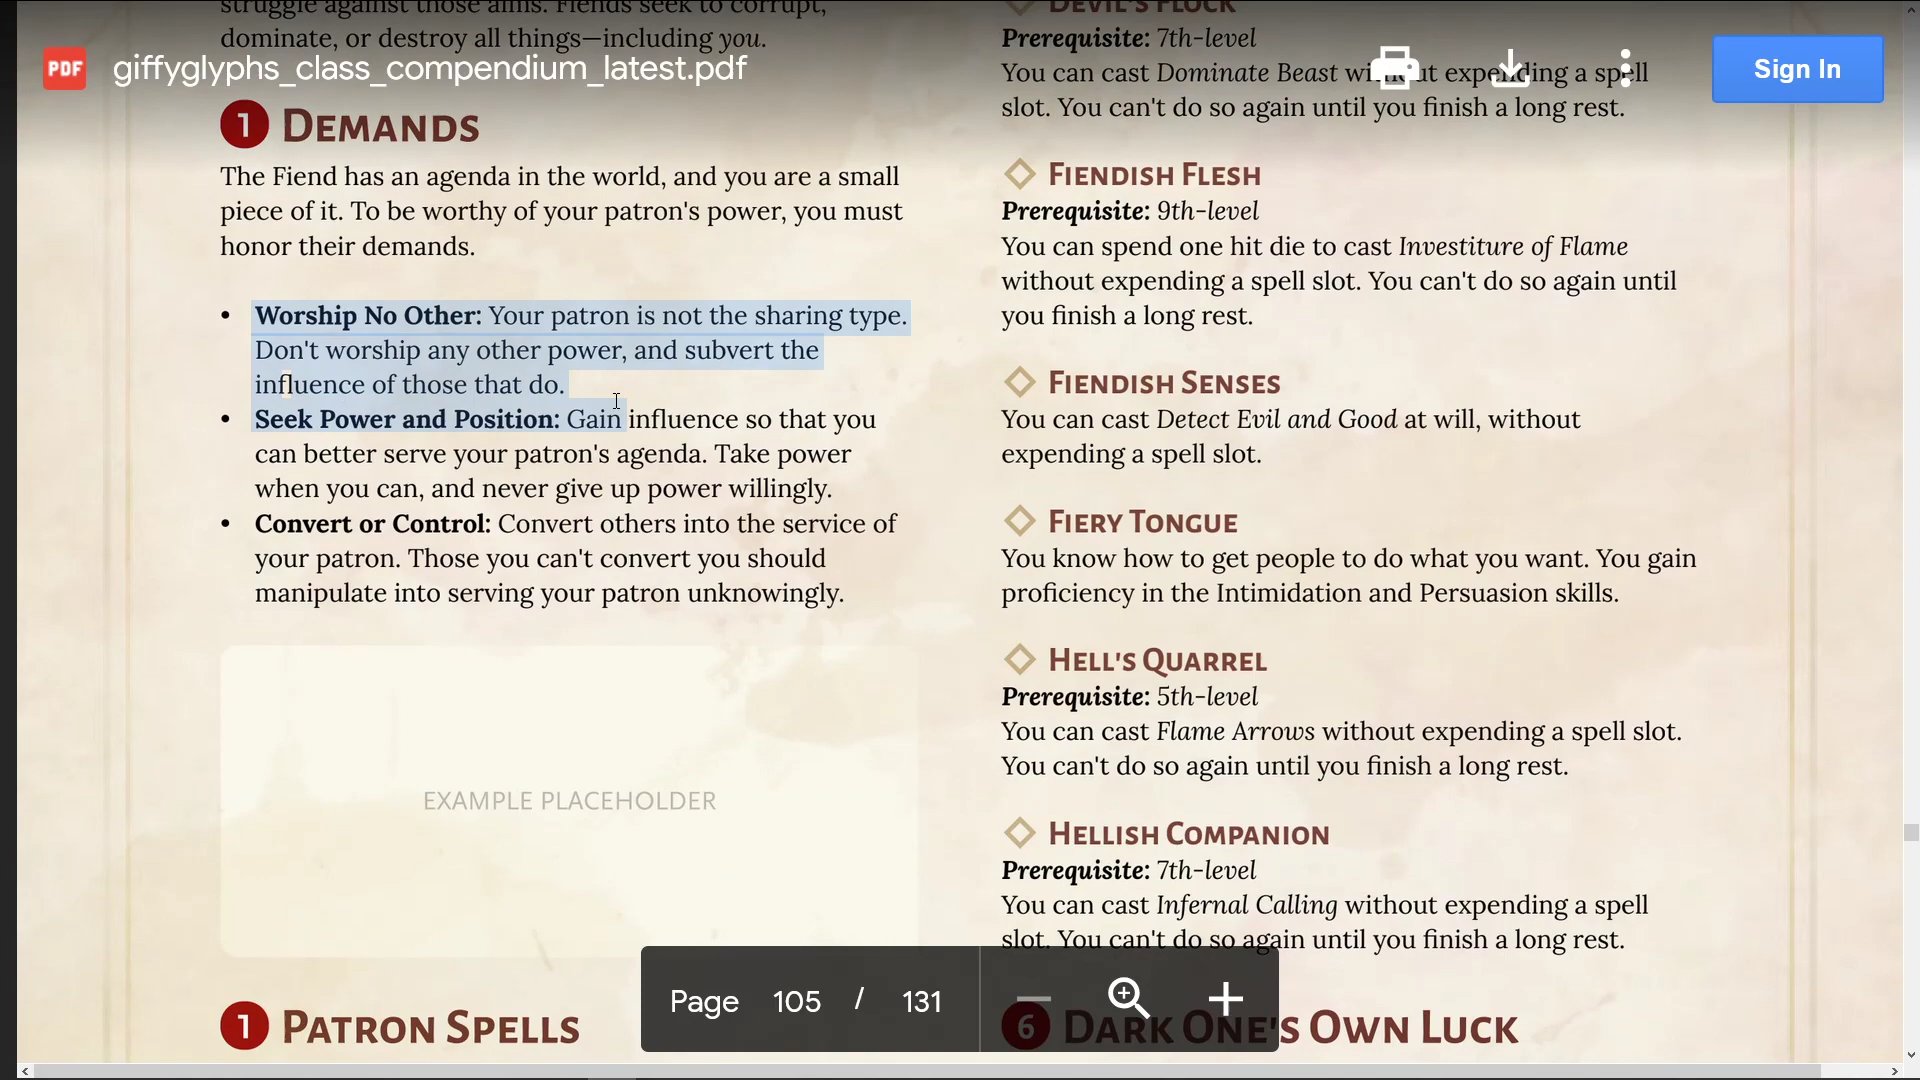 struggle against those aims. Fiends seek to corrupt,
dominate, or destroy all things—including you.
giffyglyphs_class_compendium_latest.pdf
PDF
Sign In
1 DEMANDS
The Fiend has an agenda in the world, and you are a small
piece of it. To be worthy of your patron's power, you must
honor their demands.
• Worship No Other: Your patron is not the sharing type.
Don't worship any other power, and subvert the
influence of those that do.
• Seek Power and Position: Gain influence so that you
can better serve your patron's agenda. Take power
when you can, and never give up power willingly.
• Convert or Control: Convert others into the service of
your patron. Those you can't convert you should
manipulate into serving your patron unknowingly.
EXAMPLE PLACEHOLDER
1 PATRON SPELLS
DEVIL'S FLOCK
Prerequisite: 7th-level
You can cast Dominate Beast without expending a spell
slot. You can't do so again until you finish a long rest.
FIENDISH FLESH
Prerequisite: 9th-level
You can spend one hit die to cast Investiture of Flame
without expending a spell slot. You can't do so again until
you finish a long rest.
FIENDISH SENSES
You can cast Detect Evil and Good at will, without
expending a spell slot.
FIERY TONGUE
You know how to get people to do what you want. You gain
proficiency in the Intimidation and Persuasion skills.
HELL'S QUARREL
Prerequisite: 5th-level
You can cast Flame Arrows without expending a spell slot.
You can't do so again until you finish a long rest.
HELLISH COMPANION
Prerequisite: 7th-level
You can cast Infernal Calling without expending a spell
slot. You can't do so again until you finish a long rest.
6 DARK ONE'S OWN LUCK
Page 105 / 131